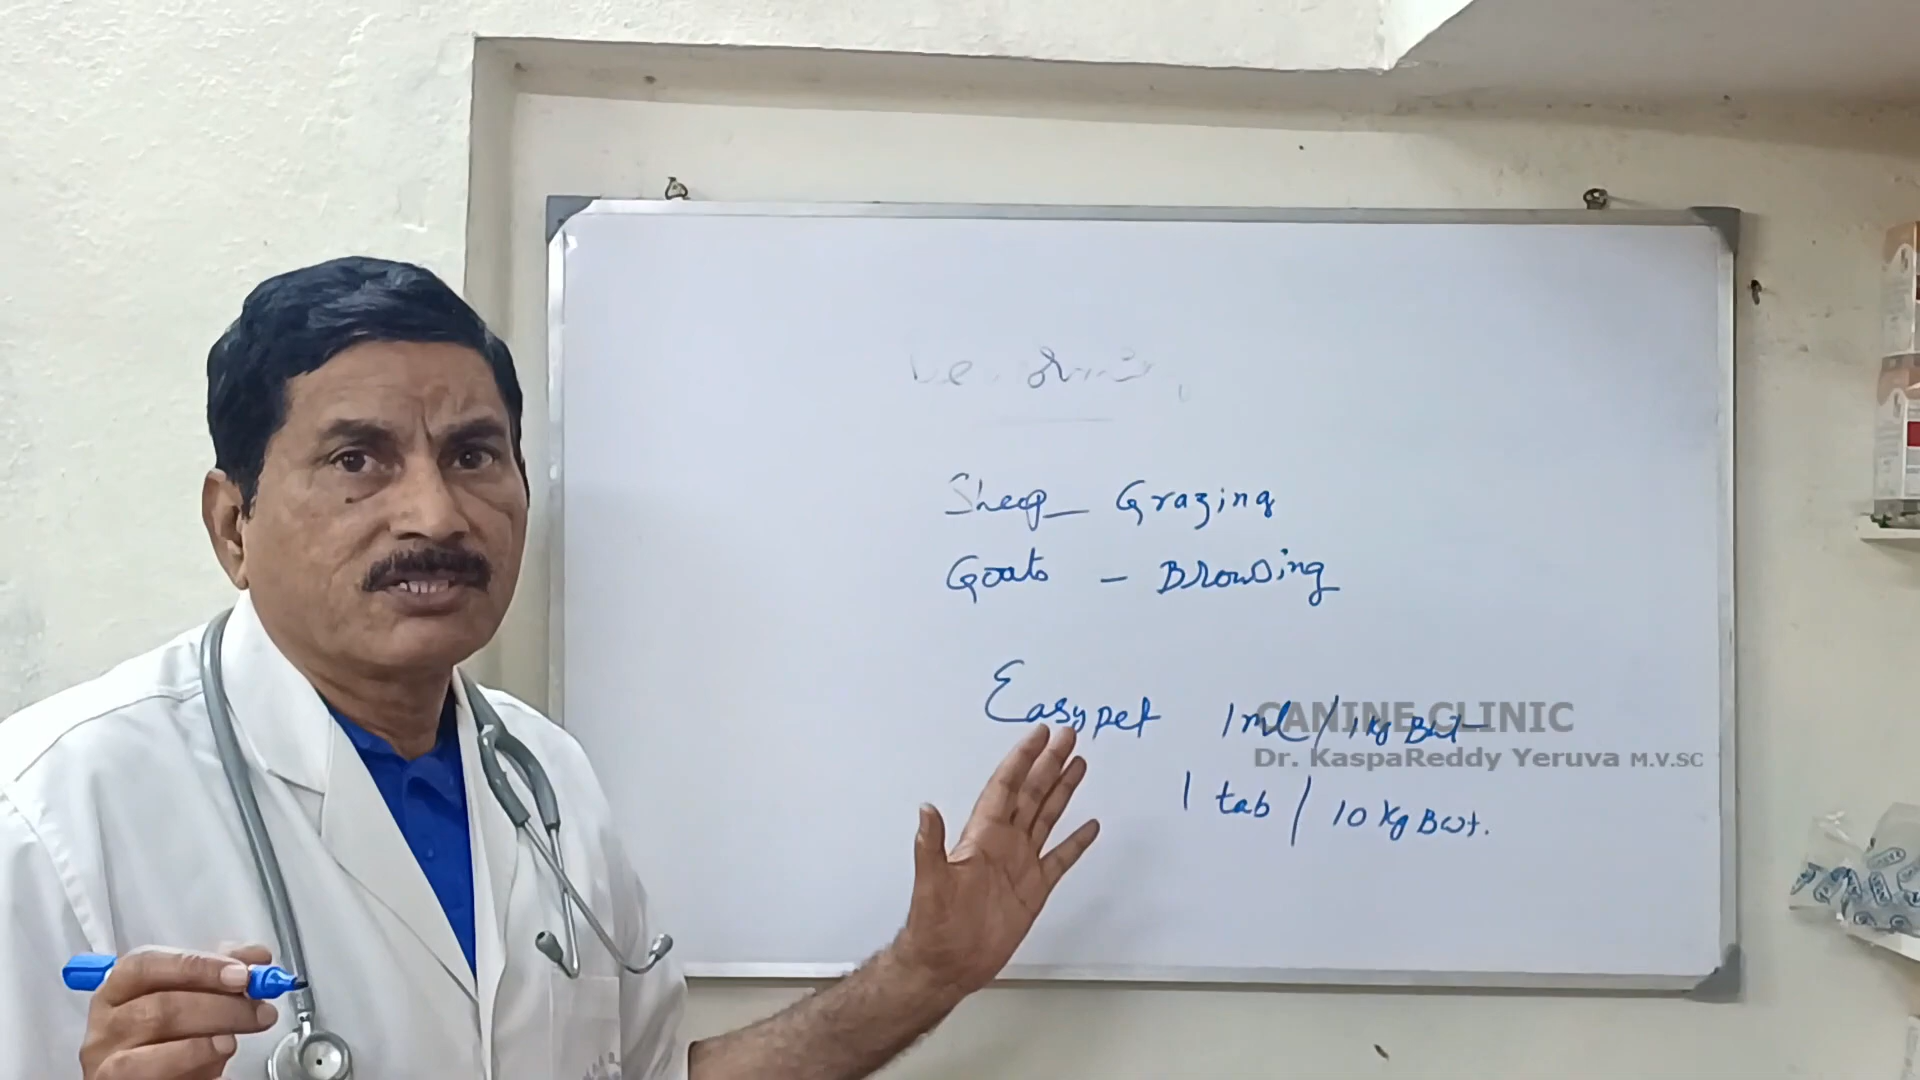 Sheep - Grazing
Goats - Browsing
Easypet 1ml / 1kg Bwt
1 tab / 10 kg Bwt.
CANINE CLINIC
Dr. KaspaReddy Yeruva M.V.SC